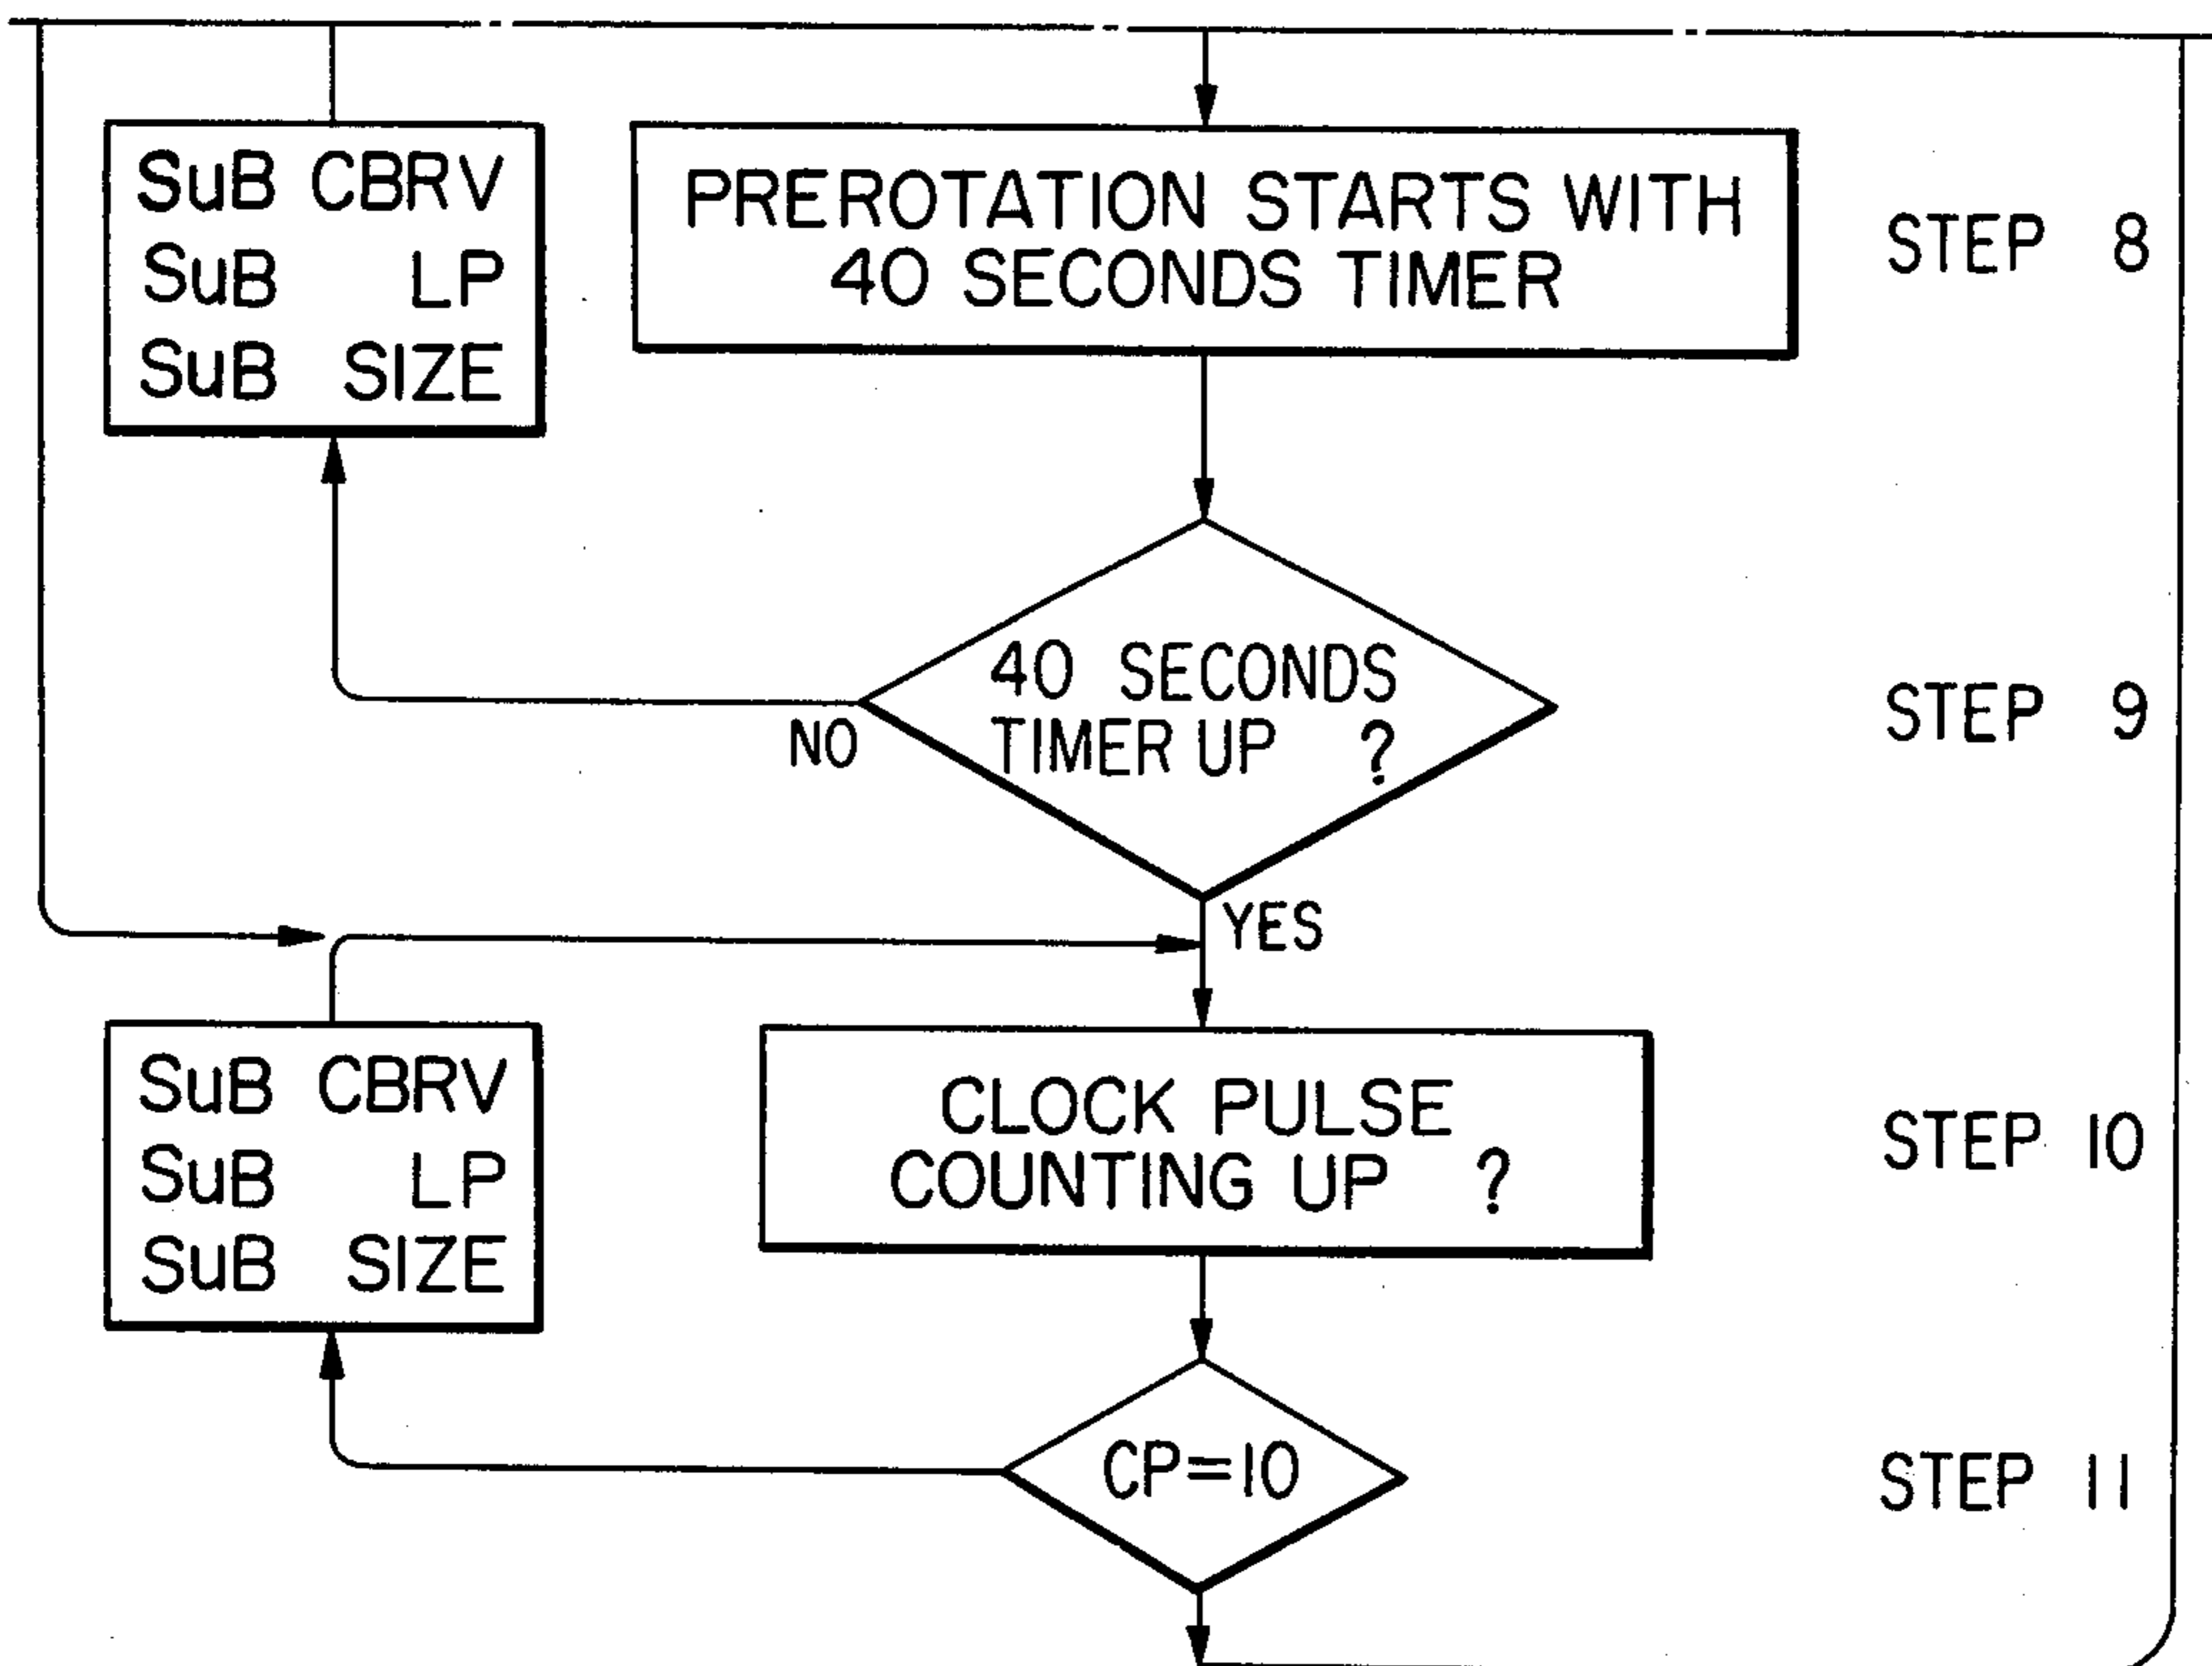 SuB CBRV
SuB LP
SuB SIZE
PREROTATION STARTS WITH
40 SECONDS TIMER
STEP 8
40 SECONDS
TIMER UP ?
NO
STEP 9
YES
SuB CBRV
SuB LP
SuB SIZE
CLOCK PULSE
COUNTING UP ?
STEP 10
CP=10
STEP 11